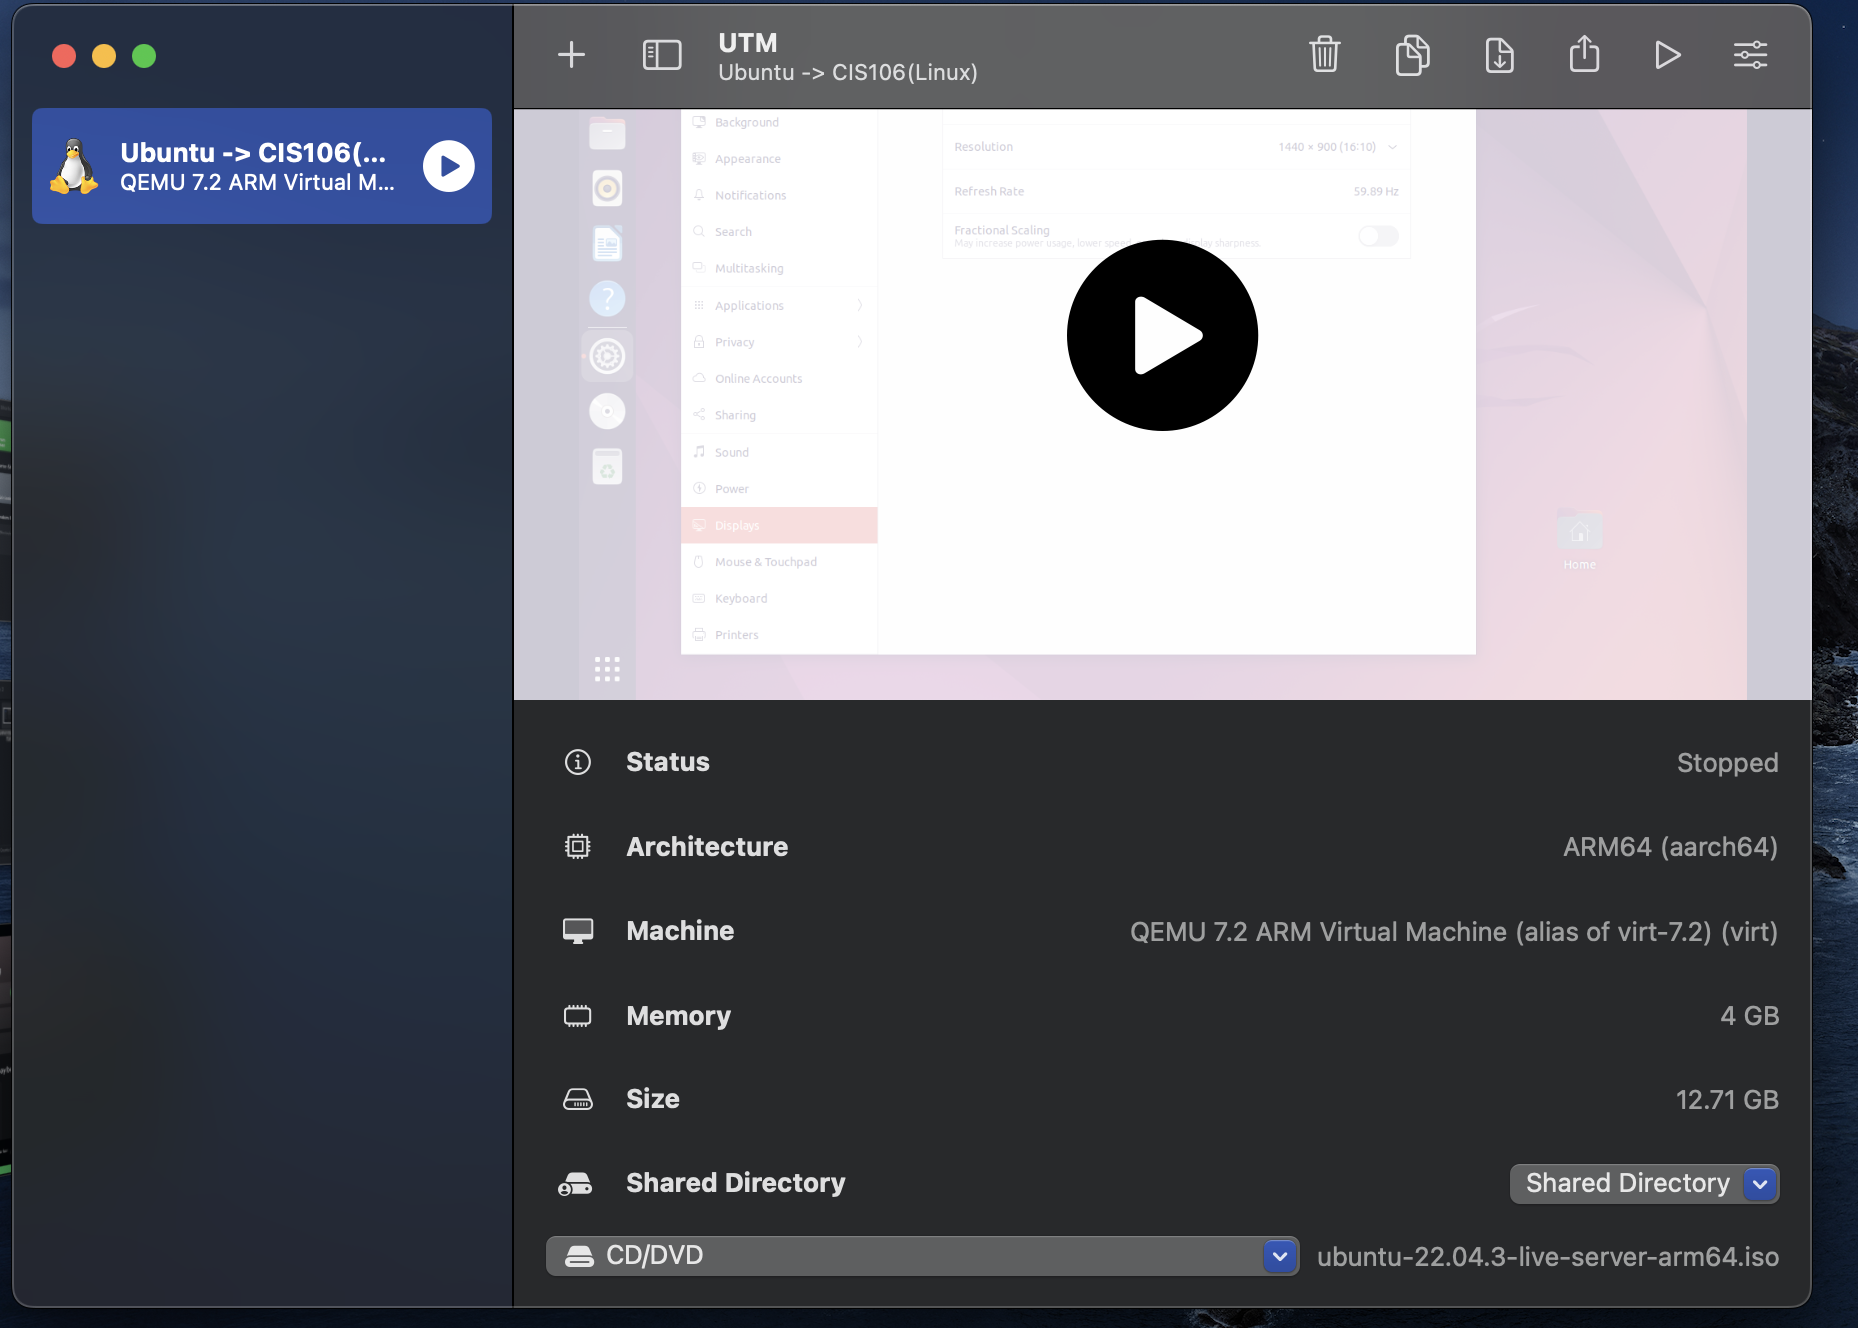 UTM
Ubuntu -> CIS106(Linux)
Ubuntu -> CIS106(...
QEMU 7.2 ARM Virtual M...
Background
Appearance
Notifications
Search
Multitasking
Applications
Privacy
Online Accounts
Sharing
Sound
Power
Displays
Mouse & Touchpad
Keyboard
Printers
Resolution 1440 × 900 (16:10)
Refresh Rate 59.89 Hz
Fractional Scaling
May increase power usage, lower speed sharpness.
Home
Status Stopped
Architecture ARM64 (aarch64)
Machine QEMU 7.2 ARM Virtual Machine (alias of virt-7.2) (virt)
Memory 4 GB
Size 12.71 GB
Shared Directory Shared Directory
CD/DVD ubuntu-22.04.3-live-server-arm64.iso